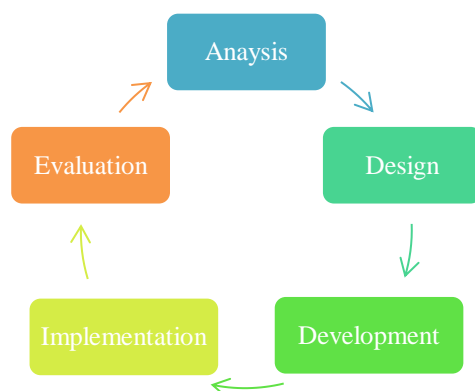 Anaysis
Design
Development
Implementation
Evaluation